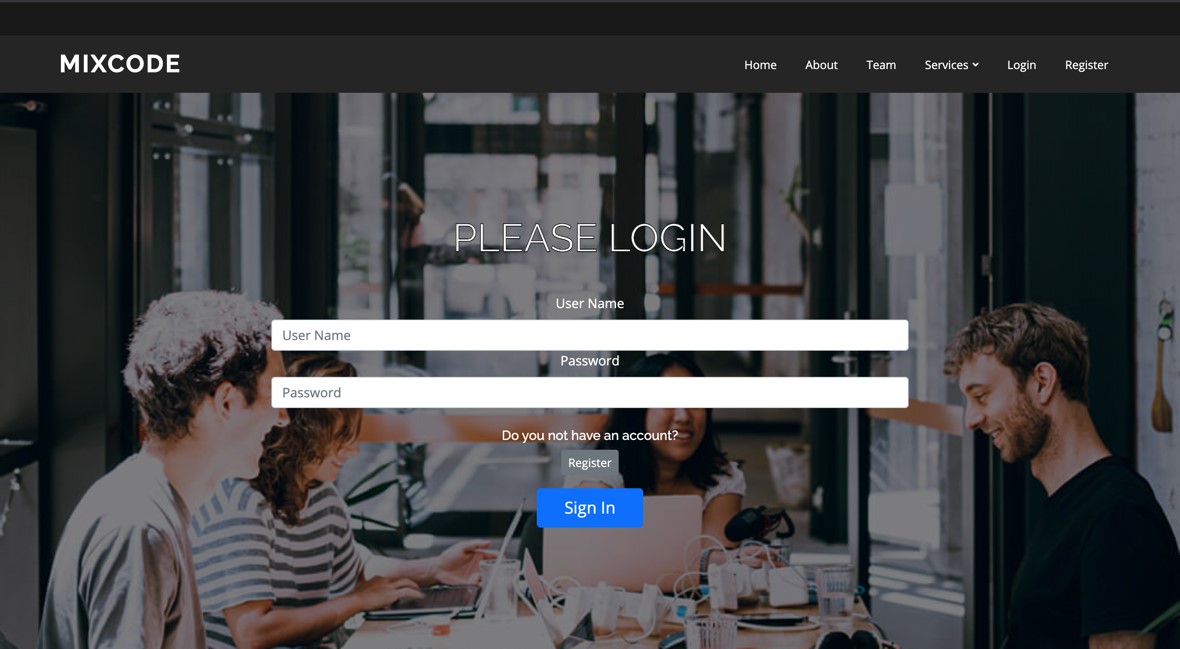 MIXCODE
Home About Team Services Login Register
PLEASE LOGIN
User Name
User Name
Password
Password
Do you not have an account?
Register
Sign In